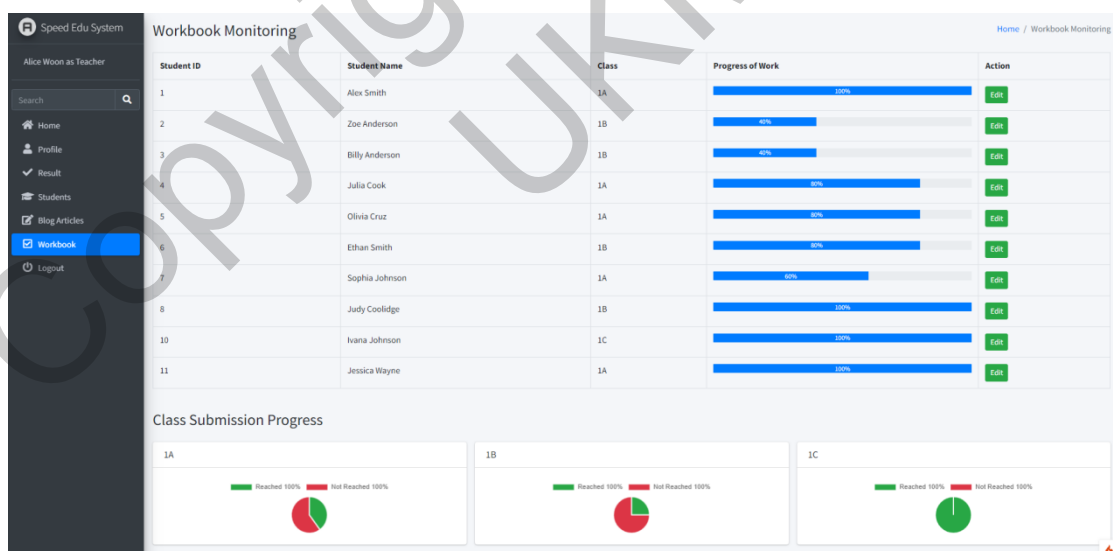 Speed Edu System
Alice Woon as Teacher
Search
Home
Profile
Result
Students
Blog Articles
Workbook
Logout
Workbook Monitoring
Home / Workbook Monitoring
Student ID Student Name Class Progress of Work Action
1 Alex Smith 1A 100% Edit
2 Zoe Anderson 1B 40% Edit
3 Billy Anderson 1B 40% Edit
4 Julia Cook 1A 80% Edit
5 Olivia Cruz 1A 80% Edit
6 Ethan Smith 1B 80% Edit
7 Sophia Johnson 1A 60% Edit
8 Judy Coolidge 1B 100% Edit
10 Ivana Johnson 1C 100% Edit
11 Jessica Wayne 1A 100% Edit
Class Submission Progress
1A
Reached 100% Not Reached 100%
1B
Reached 100% Not Reached 100%
1C
Reached 100% Not Reached 100%